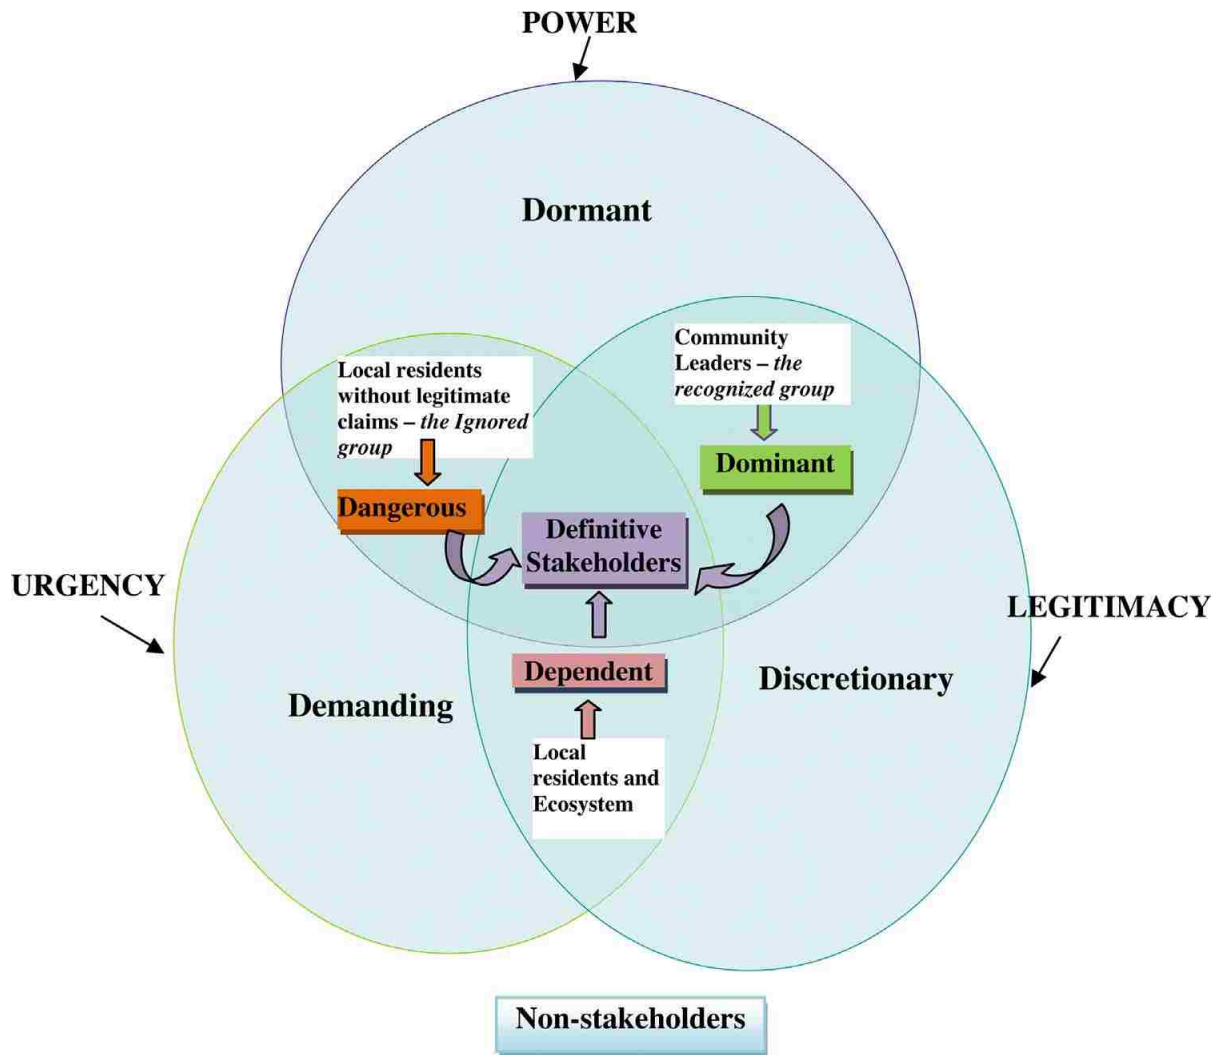 POWER
Dormant
Community
Leaders – the
recognized group
Local residents
without legitimate
claims – the Ignored
group
Dominant
Dangerous
Definitive
Stakeholders
URGENCY
LEGITIMACY
Dependent
Discretionary
Demanding
Local
residents and
Ecosystem
Non-stakeholders